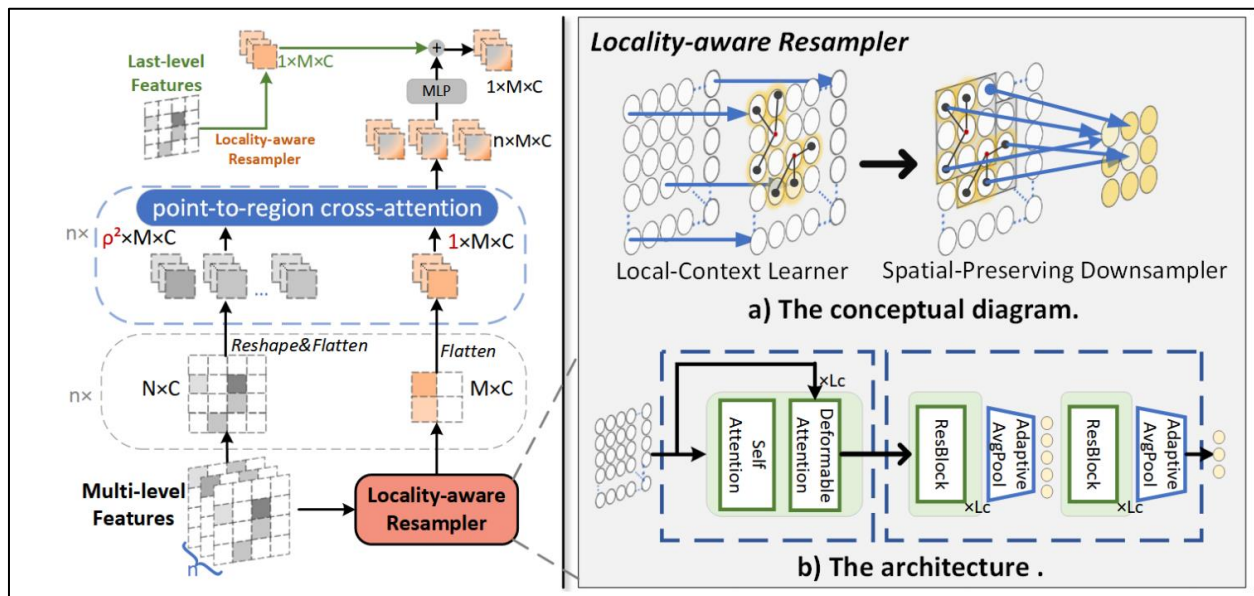 Last-level
Features
1×M×C
+
1×M×C
MLP
Locality-aware
Resampler
n×M×C
point-to-region cross-attention
n×
ρ²×M×C
1×M×C
...
Reshape&Flatten
Flatten
n×
N×C
M×C
Multi-level
Features
n
Locality-aware
Resampler
Locality-aware Resampler
Local-Context Learner
Spatial-Preserving Downsampler
a) The conceptual diagram.
×Lc
Self
Attention
Deformable
Attention
ResBlock
×Lc
Adaptive
AvgPool
ResBlock
×Lc
Adaptive
AvgPool
b) The architecture .